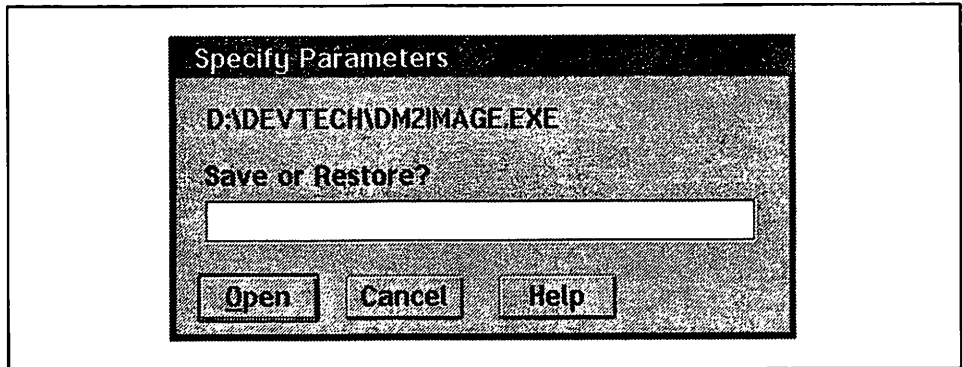 Specify Parameters
D:\DEVTECH\DM2IMAGE.EXE
Save or Restore?
Open Cancel Help